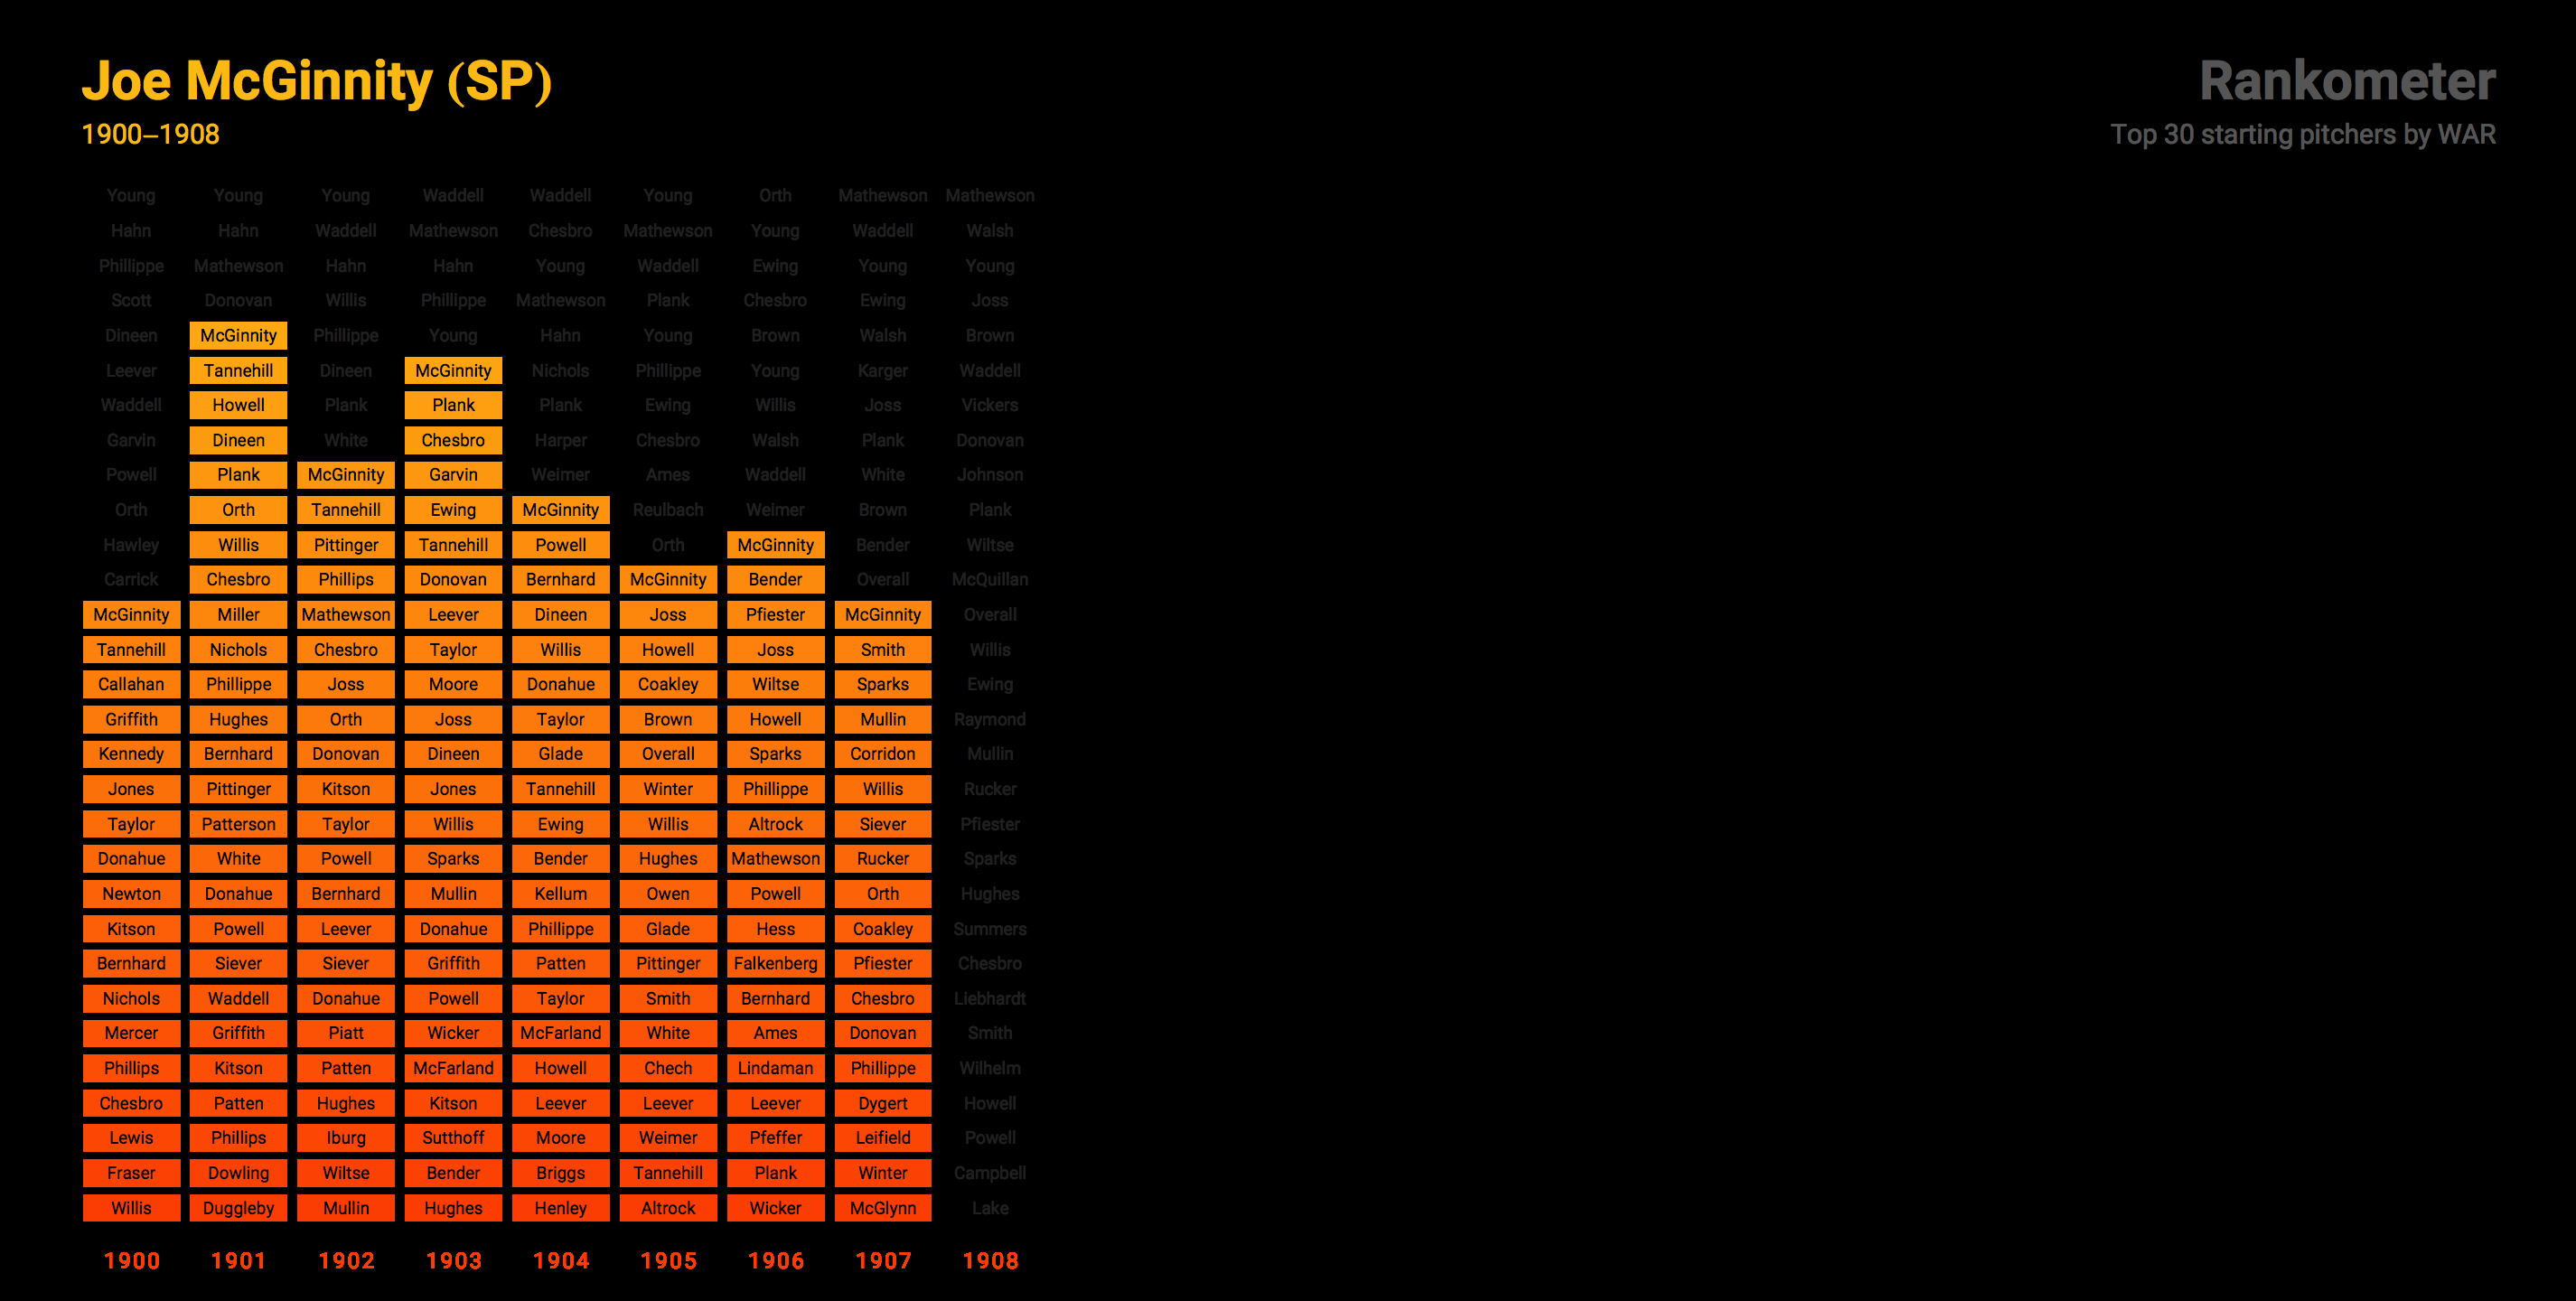 Joe McGinnity (SP)
1900–1908
Rankometer
Top 30 starting pitchers by WAR
Young Young Young Waddell Waddell Young Orth Mathewson Mathewson
Hahn Hahn Waddell Mathewson Chesbro Mathewson Young Waddell Walsh
Phillippe Mathewson Hahn Hahn Young Waddell Ewing Young Young
Scott Donovan Willis Phillippe Mathewson Plank Chesbro Ewing Joss
Dineen McGinnity Phillippe Young Hahn Young Brown Walsh Brown
Leever Tannehill Dineen McGinnity Nichols Phillippe Young Karger Waddell
Waddell Howell Plank Plank Plank Ewing Willis Joss Vickers
Garvin Dineen White Chesbro Harper Chesbro Walsh Plank Donovan
Powell Plank McGinnity Garvin Weimer Ames Waddell White Johnson
Orth Orth Tannehill Ewing McGinnity Reulbach Weimer Brown Plank
Hawley Willis Pittinger Tannehill Powell Orth McGinnity Bender Wiltse
Carrick Chesbro Phillips Donovan Bernhard McGinnity Bender Overall McQuillan
McGinnity Miller Mathewson Leever Dineen Joss Pfiester McGinnity Overall
Tannehill Nichols Chesbro Taylor Willis Howell Joss Smith Willis
Callahan Phillippe Joss Moore Donahue Coakley Wiltse Sparks Ewing
Griffith Hughes Orth Joss Taylor Brown Howell Mullin Raymond
Kennedy Bernhard Donovan Dineen Glade Overall Sparks Corridon Mullin
Jones Pittinger Kitson Jones Tannehill Winter Phillippe Willis Rucker
Taylor Patterson Taylor Willis Ewing Willis Altrock Siever Pfiester
Donahue White Powell Sparks Bender Hughes Mathewson Rucker Sparks
Newton Donahue Bernhard Mullin Kellum Owen Powell Orth Hughes
Kitson Powell Leever Donahue Phillippe Glade Hess Coakley Summers
Bernhard Siever Siever Griffith Patten Pittinger Falkenberg Pfiester Chesbro
Nichols Waddell Donahue Powell Taylor Smith Bernhard Chesbro Liebhardt
Mercer Griffith Piatt Wicker McFarland White Ames Donovan Smith
Phillips Kitson Patten McFarland Howell Chech Lindaman Phillippe Wilhelm
Chesbro Patten Hughes Kitson Leever Leever Leever Dygert Howell
Lewis Phillips Iburg Sutthoff Moore Weimer Pfeffer Leifield Powell
Fraser Dowling Wiltse Bender Briggs Tannehill Plank Winter Campbell
Willis Duggleby Mullin Hughes Henley Altrock Wicker McGlynn Lake
1900 1901 1902 1903 1904 1905 1906 1907 1908